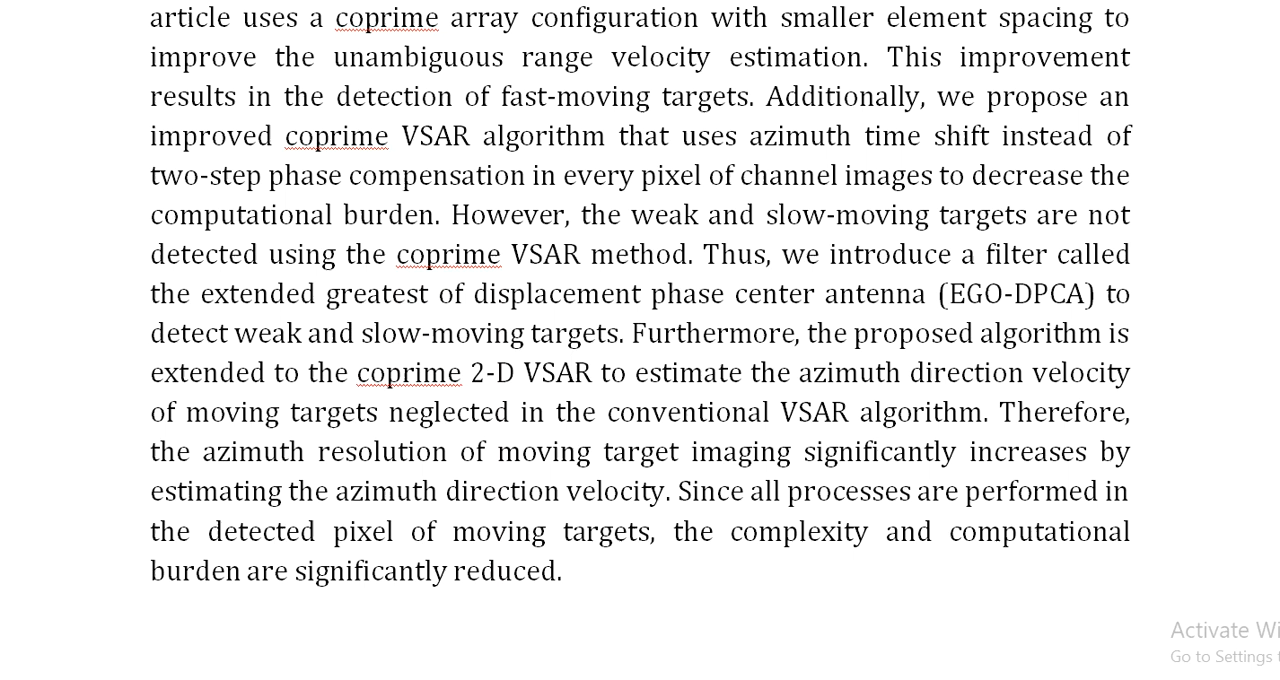 article uses a coprime array configuration with smaller element spacing to
improve the unambiguous range velocity estimation. This improvement
results in the detection of fast-moving targets. Additionally, we propose an
improved coprime VSAR algorithm that uses azimuth time shift instead of
two-step phase compensation in every pixel of channel images to decrease the
computational burden. However, the weak and slow-moving targets are not
detected using the coprime VSAR method. Thus, we introduce a filter called
the extended greatest of displacement phase center antenna (EGO-DPCA) to
detect weak and slow-moving targets. Furthermore, the proposed algorithm is
extended to the coprime 2-D VSAR to estimate the azimuth direction velocity
of moving targets neglected in the conventional VSAR algorithm. Therefore,
the azimuth resolution of moving target imaging significantly increases by
estimating the azimuth direction velocity. Since all processes are performed in
the detected pixel of moving targets, the complexity and computational
burden are significantly reduced.
Activate Wi
Go to Settings t